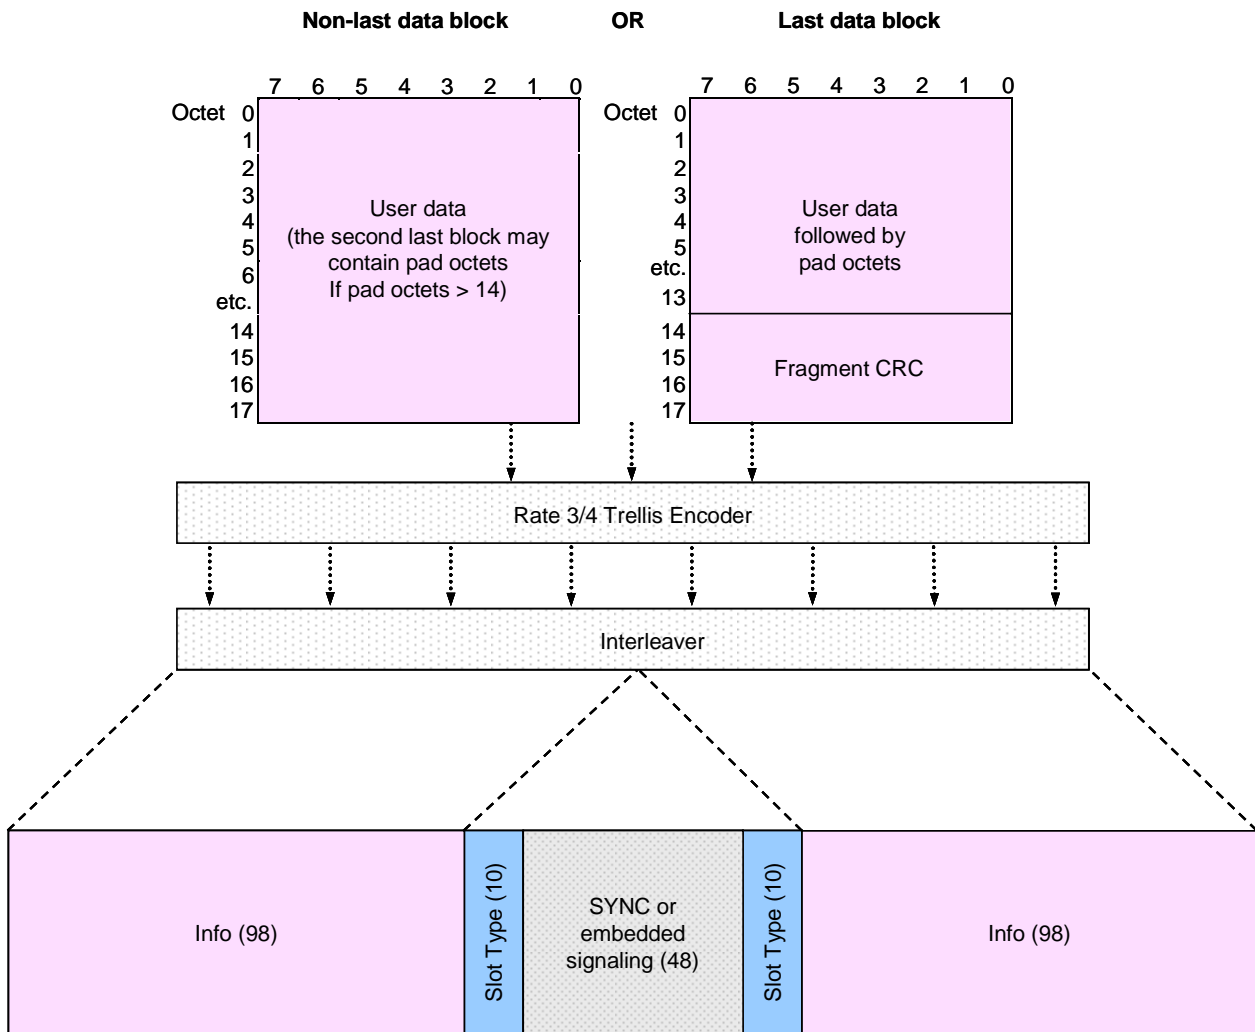 Non-last data block OR Last data block
7 6 5 4 3 2 1 0
Octet 0
1
2
3
4
5
6
etc.
14
15
16
17
User data
(the second last block may
contain pad octets
If pad octets > 14)
7 6 5 4 3 2 1 0
Octet 0
1
2
3
4
5
etc.
13
14
15
16
17
User data
followed by
pad octets
Fragment CRC
Rate 3/4 Trellis Encoder
Interleaver
Info (98)
Slot Type (10)
SYNC or
embedded
signaling (48)
Slot Type (10)
Info (98)